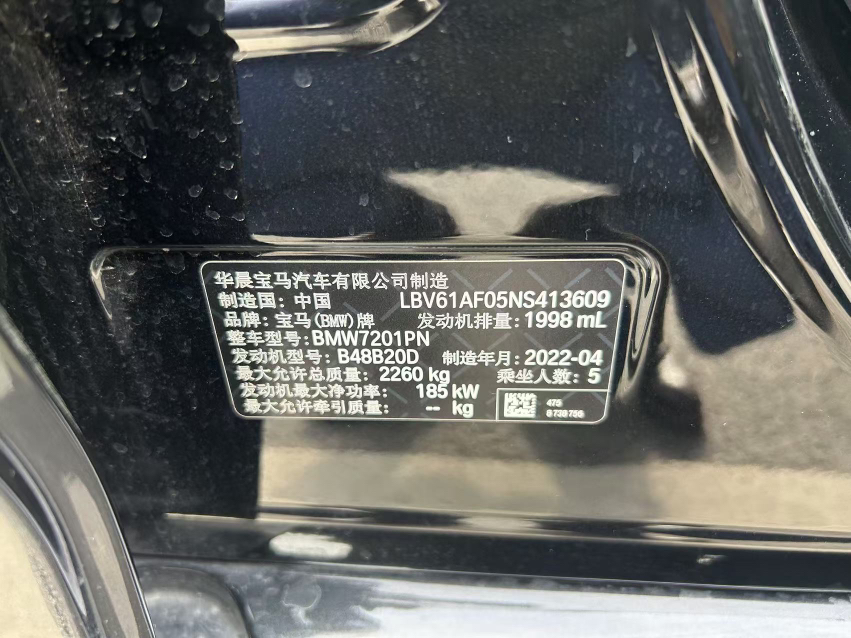 华晨宝马汽车有限公司制造
制造国：中国 LBV61AF05NS413609
品牌：宝马(BMW)牌 发动机排量：1998 mL
整车型号：BMW7201PN
发动机型号：B48B20D 制造年月：2022-04
最大允许总质量：2260 kg 乘坐人数：5
发动机最大净功率：185 kW
最大允许牵引质量：-- kg
475